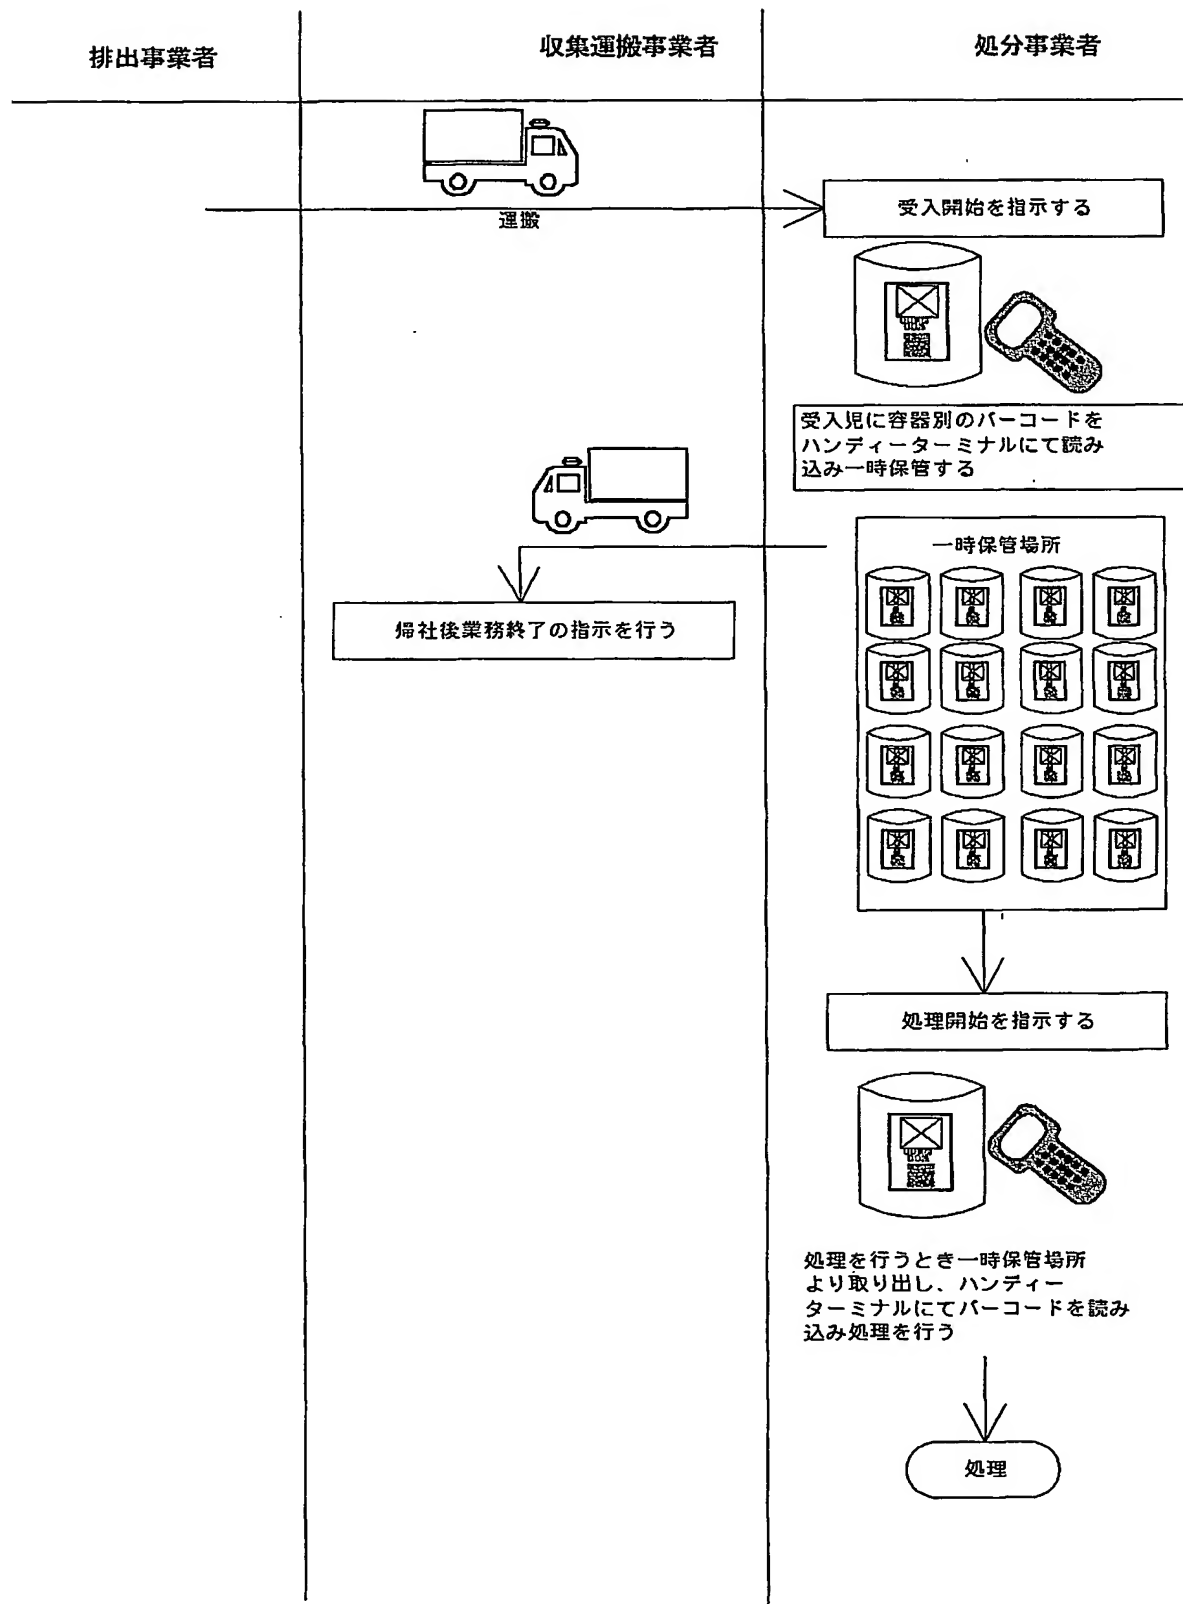 排出事業者
収集運搬事業者
処分事業者
運搬
受入開始を指示する
受入児に容器別のバーコードを
ハンディーターミナルにて読み
込み一時保管する
一時保管場所
帰社後業務終了の指示を行う
処理開始を指示する
処理を行うとき一時保管場所
より取り出し、ハンディー
ターミナルにてバーコードを読み
込み処理を行う
処理